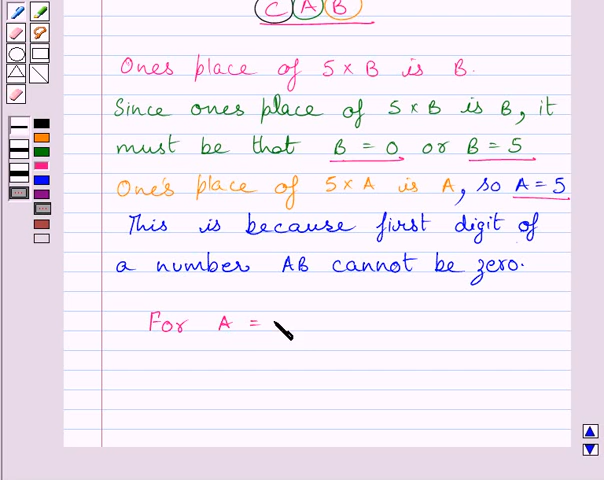 C A B
Ones place of 5 × B is B.
Since ones place of 5 × B is B, it
must be that B = 0 or B = 5
One's place of 5 × A is A, so A = 5
This is because first digit of
a number AB cannot be zero.
For A =